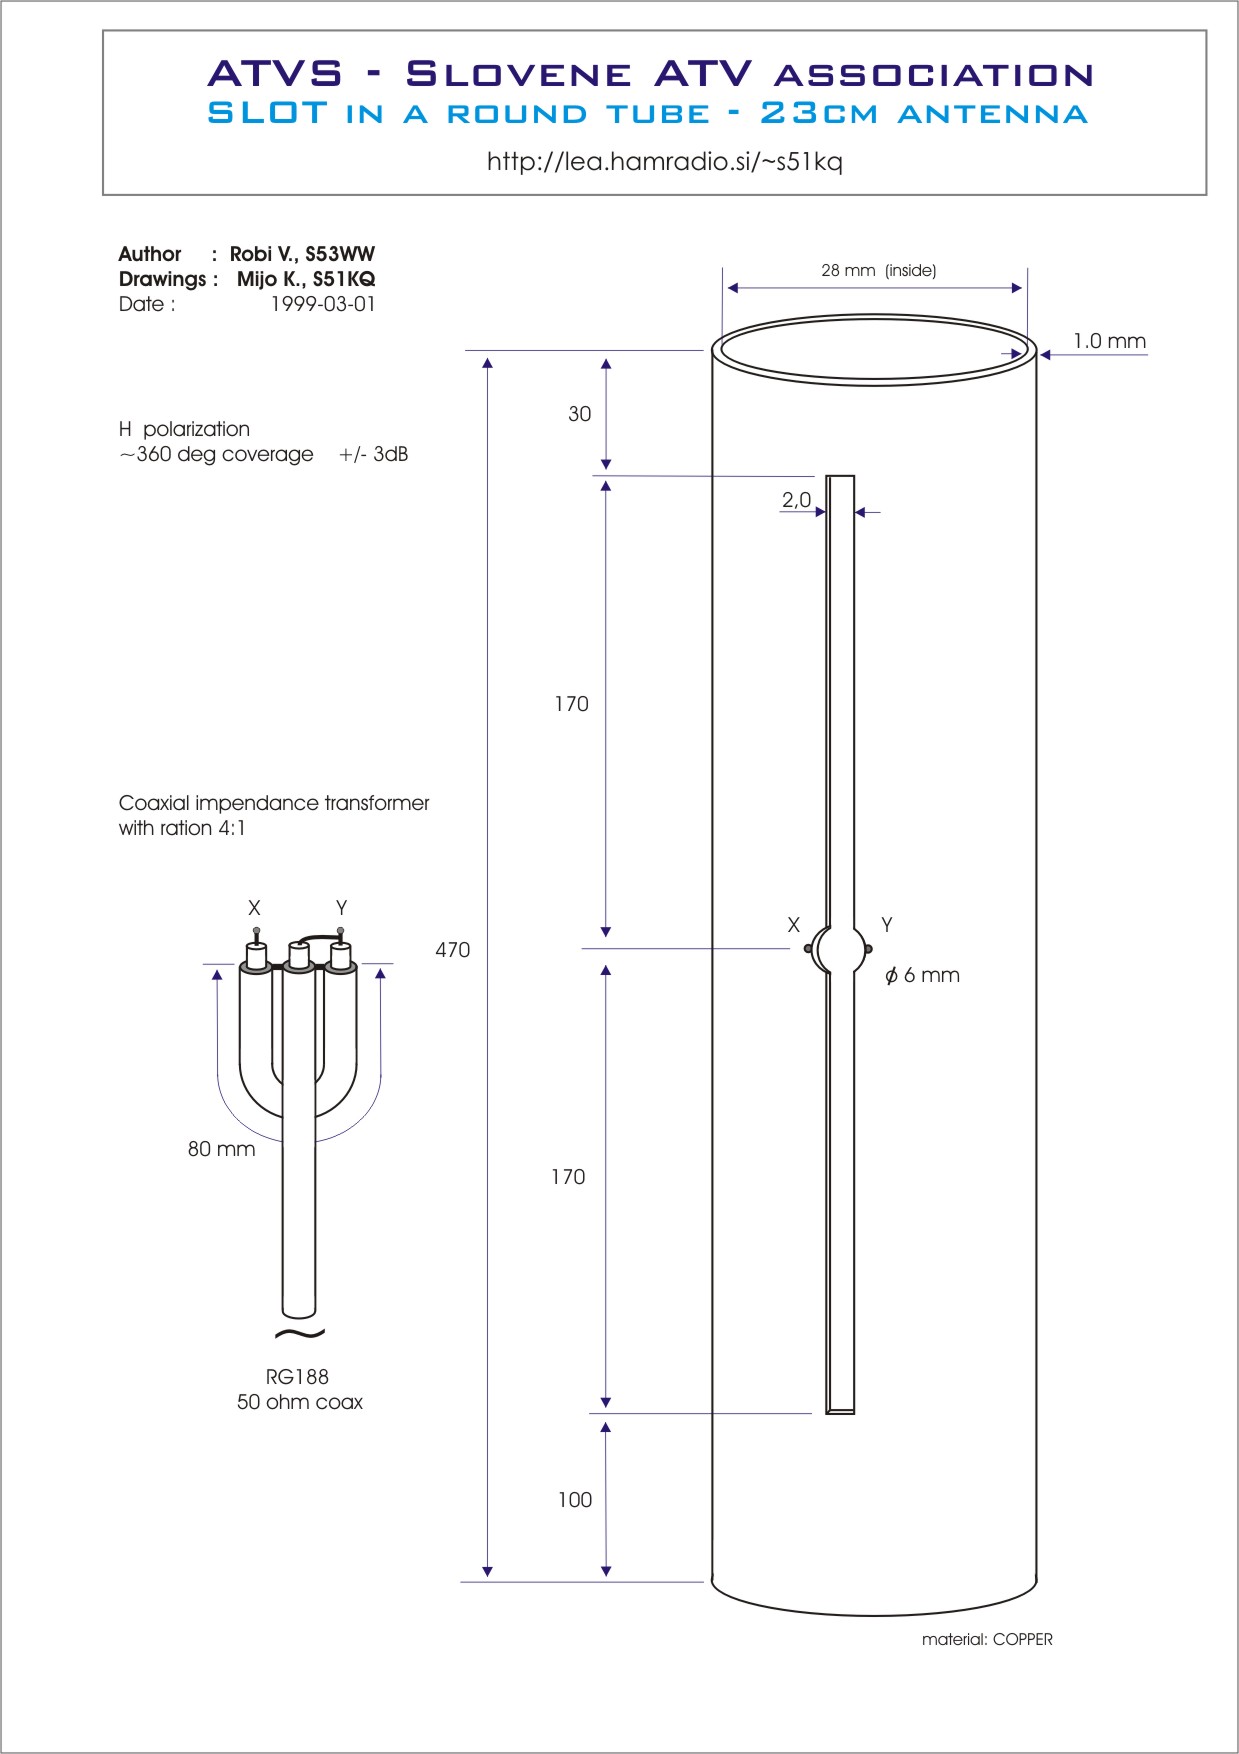 ATVS - SLOVENE ATV ASSOCIATION
SLOT IN A ROUND TUBE - 23CM ANTENNA
http://lea.hamradio.si/~s51kq
Author : Robi V., S53WW
Drawings : Mijo K., S51KQ
Date : 1999-03-01
28 mm (inside)
1.0 mm
30
H polarization
~360 deg coverage +/- 3dB
2,0
170
Coaxial impendance transformer
with ration 4:1
X Y
470
X Y
ϕ 6 mm
80 mm
170
RG188
50 ohm coax
100
material: COPPER